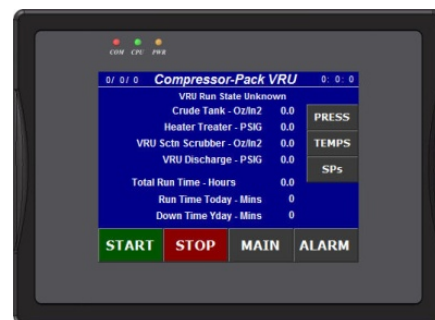 COM CPU PWR
0/ 0/ 0 Compressor-Pack VRU 0: 0: 0
VRU Run State Unknown
Crude Tank - Oz/In2 0.0
PRESS
Heater Treater - PSIG 0.0
VRU Sctn Scrubber - Oz/In2 0.0
TEMPS
VRU Discharge - PSIG 0.0
SPs
Total Run Time - Hours 0.0
Run Time Today - Mins 0
Down Time Yday - Mins 0
START STOP MAIN ALARM